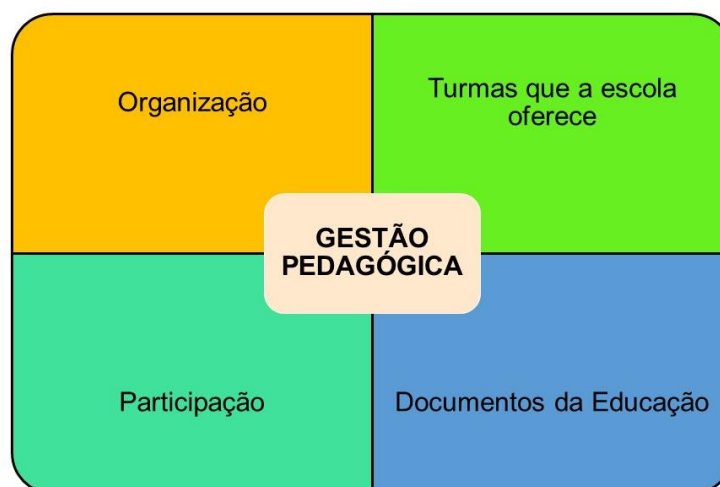 Organização
Turmas que a escola
oferece
GESTÃO
PEDAGÓGICA
Participação
Documentos da Educação